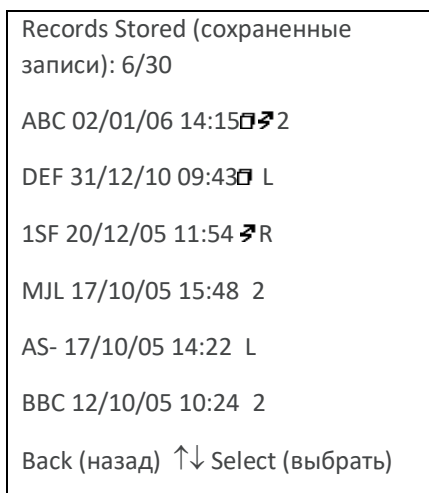 Records Stored (сохраненные
записи): 6/30
ABC 02/01/06 14:15 2
DEF 31/12/10 09:43 L
1SF 20/12/05 11:54 R
MJL 17/10/05 15:48 2
AS- 17/10/05 14:22 L
BBC 12/10/05 10:24 2
Back (назад) ↑↓ Select (выбрать)